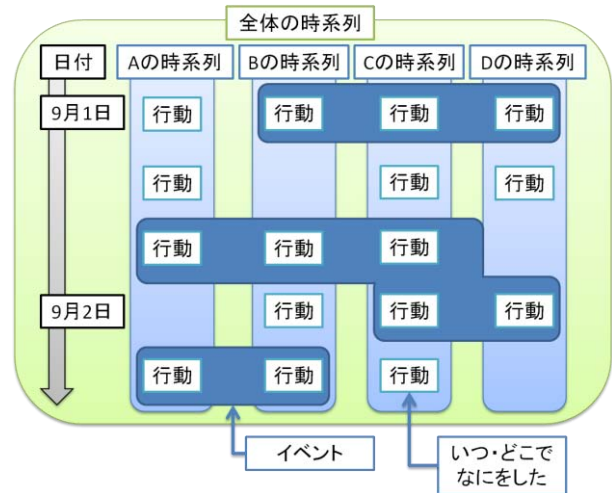 全体の時系列
日付
Aの時系列
Bの時系列
Cの時系列
Dの時系列
9月1日
行動
行動
行動
行動
行動
行動
行動
行動
行動
行動
9月2日
行動
行動
行動
行動
行動
行動
イベント
いつ・どこで
なにをした